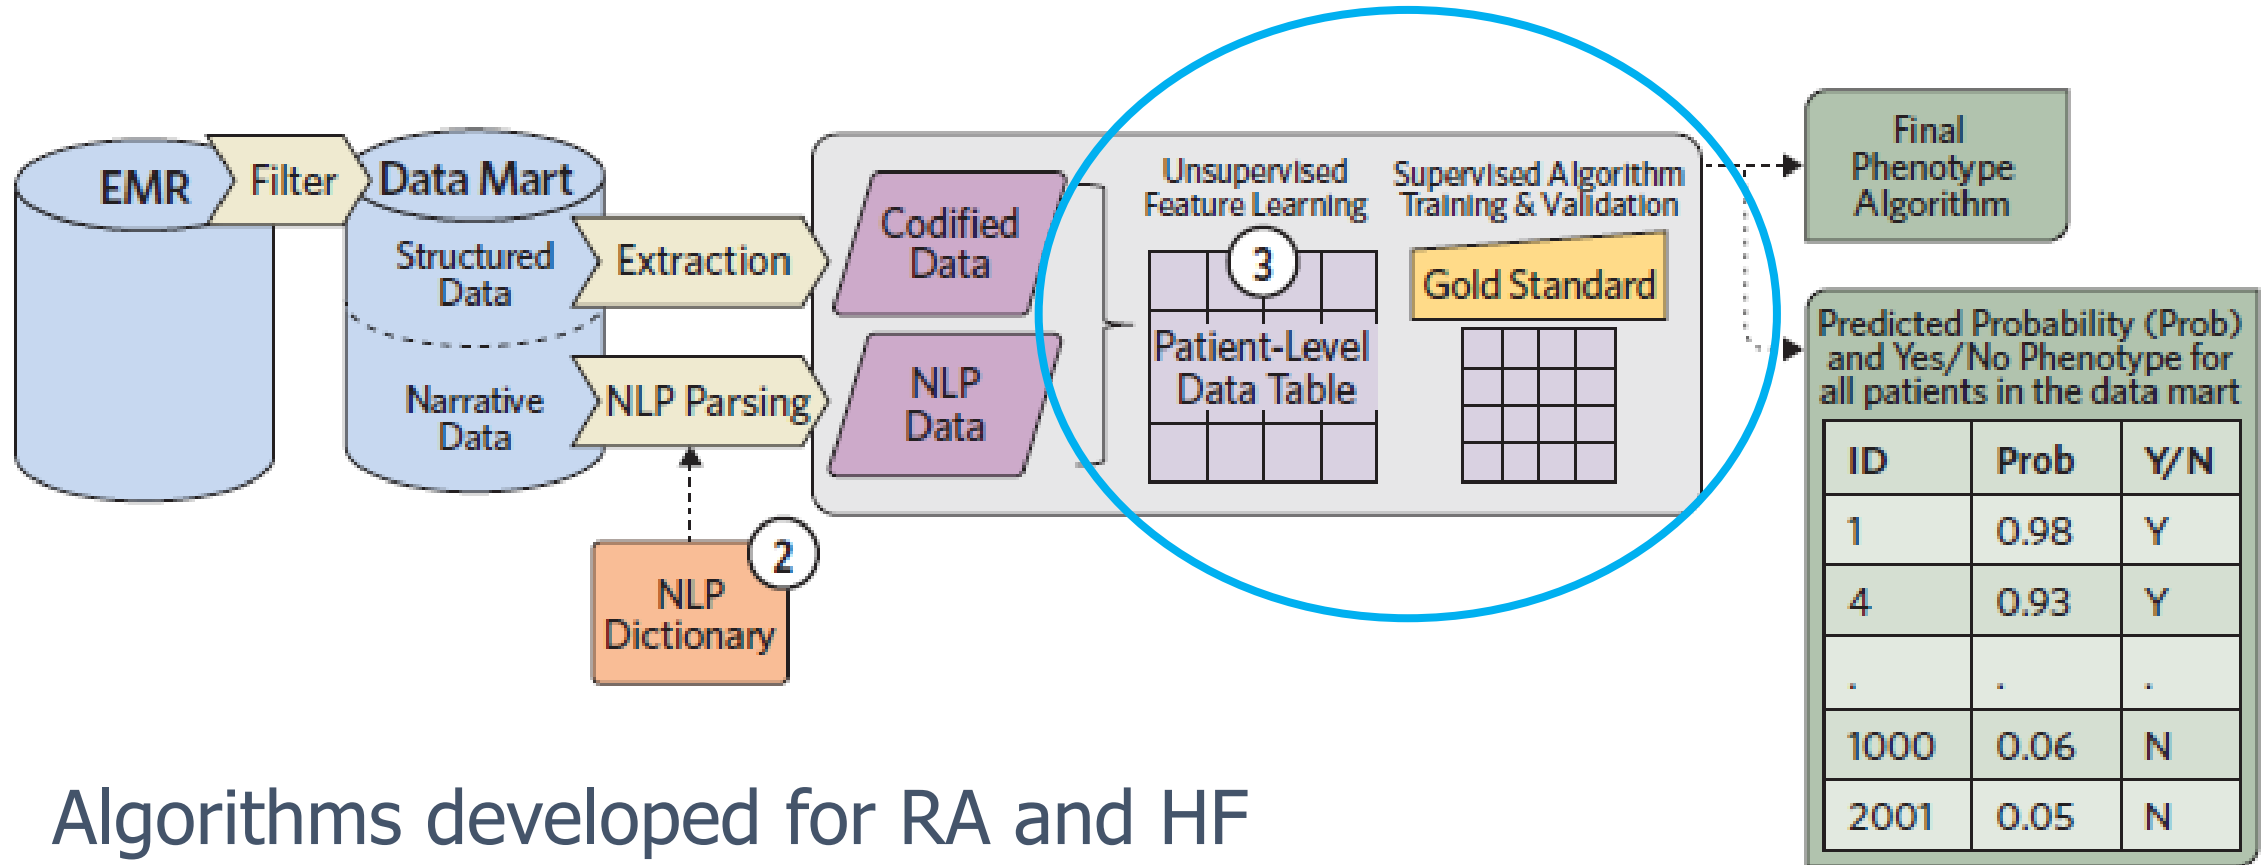 EMR
Filter
Data Mart
Structured
Data
Narrative
Data
Extraction
NLP Parsing
2
NLP
Dictionary
Codified
Data
NLP
Data
Unsupervised
Feature Learning
3
Patient-Level
Data Table
Supervised Algorithm
Training & Validation
Gold Standard
Final
Phenotype
Algorithm
Predicted Probability (Prob)
and Yes/No Phenotype for
all patients in the data mart
ID Prob Y/N
1 0.98 Y
4 0.93 Y
. . .
1000 0.06 N
2001 0.05 N
Algorithms developed for RA and HF